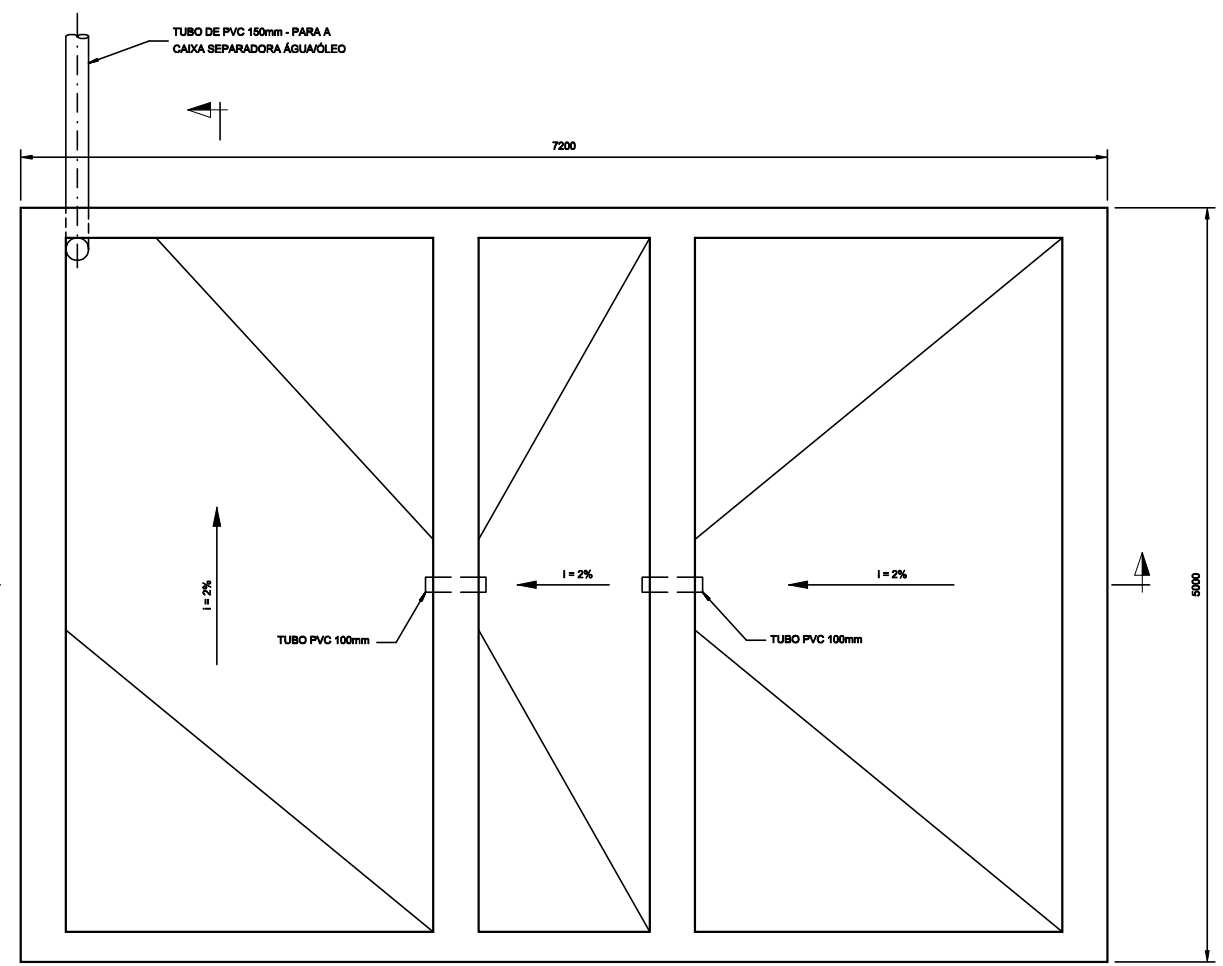 TUBO DE PVC 150mm - PARA A
CAIXA SEPARADORA ÁGUA/ÓLEO
7200
i = 2%
i = 2%
i = 2%
5000
TUBO PVC 100mm
TUBO PVC 100mm